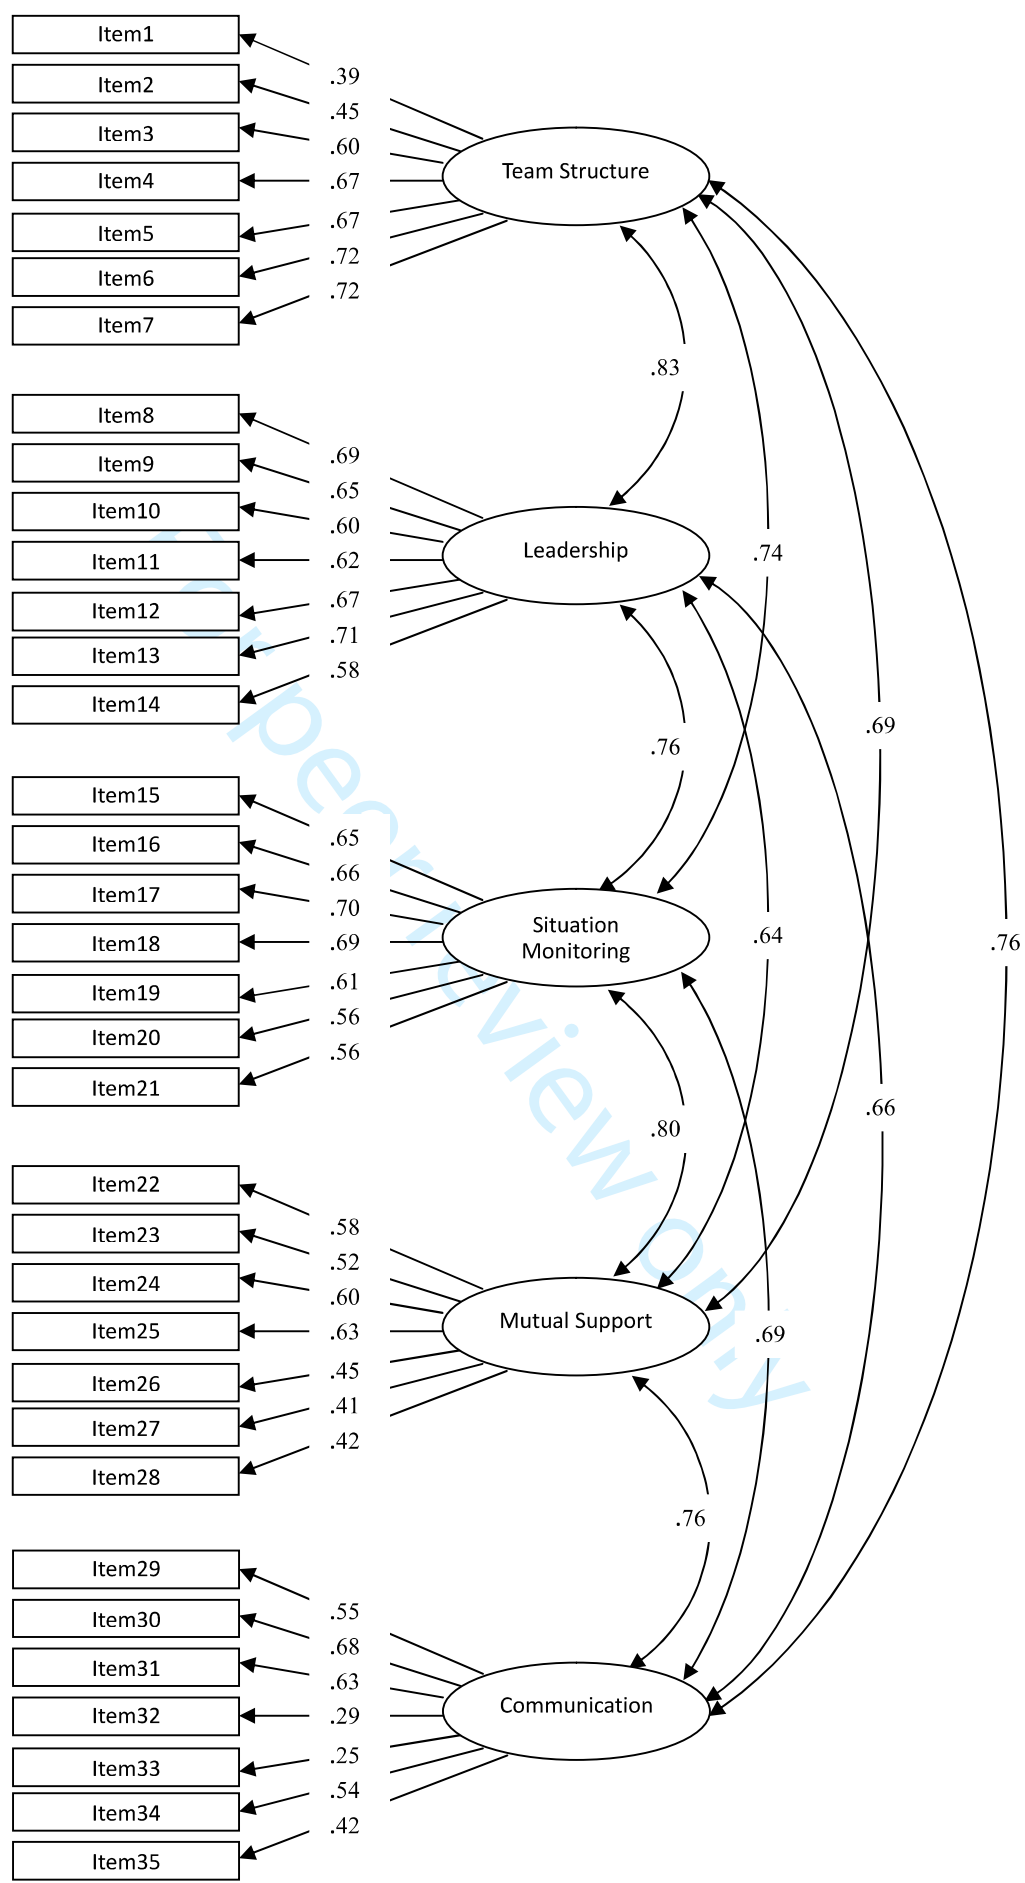 Item1
.39
Item2
.45
Item3
.60
Item4
.67
Item5
.67
Item6
.72
Item7
.72
Team Structure
.83
Item8
.69
Item9
.65
Item10
.60
Item11
.62
Item12
.67
Item13
.71
Item14
.58
Leadership
.74
.69
.76
Item15
.65
Item16
.66
Item17
.70
Item18
.69
Item19
.61
Item20
.56
Item21
.56
Situation
Monitoring
.64
.76
.66
.80
Item22
.58
Item23
.52
Item24
.60
Item25
.63
Item26
.45
Item27
.41
Item28
.42
Mutual Support
.69
.76
Item29
.55
Item30
.68
Item31
.63
Item32
.29
Item33
.25
Item34
.54
Item35
.42
Communication
For peer review only